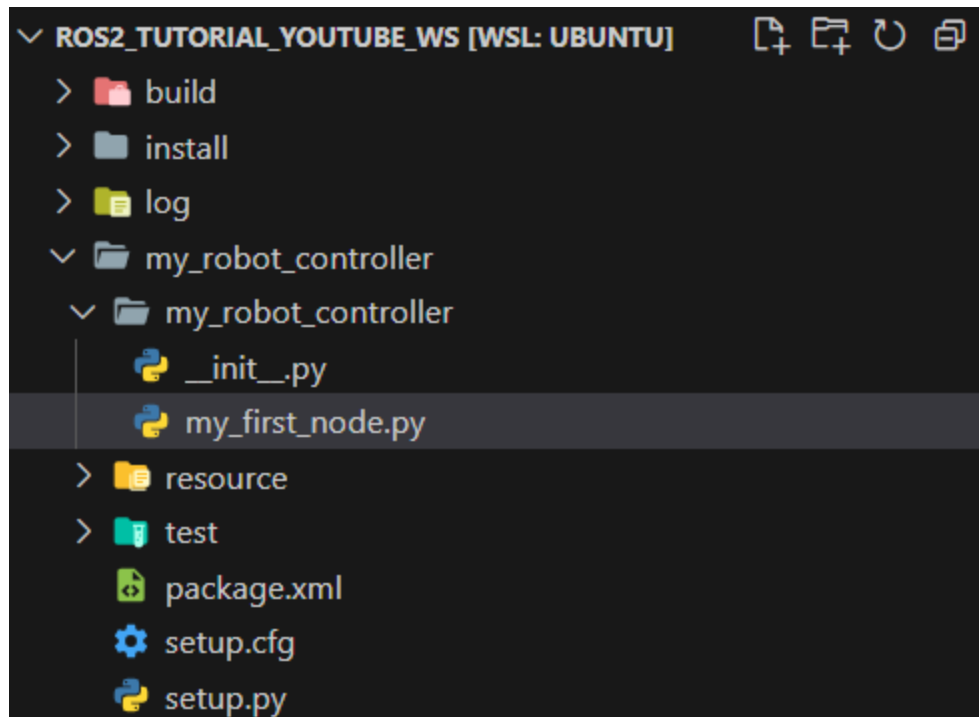 ROS2_TUTORIAL_YOUTUBE_WS [WSL: UBUNTU]
build
install
log
my_robot_controller
my_robot_controller
__init__.py
my_first_node.py
resource
test
package.xml
setup.cfg
setup.py